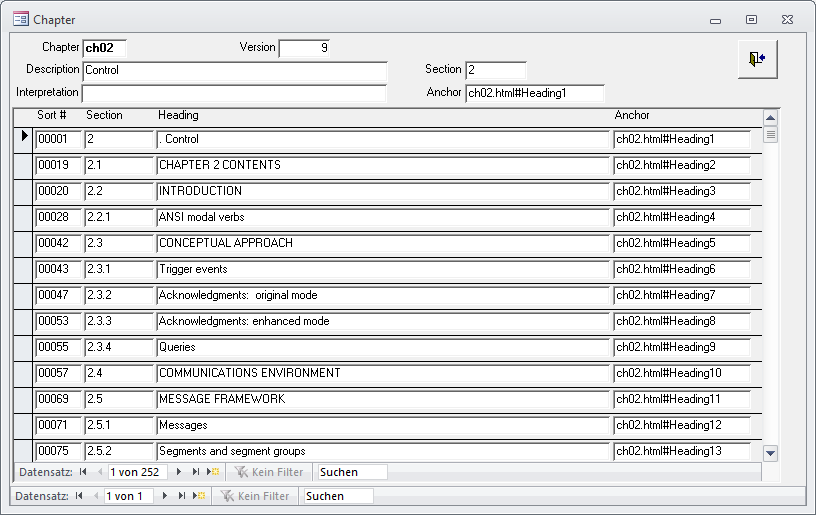 Chapter
Chapter ch02 Version 9
Description Control Section 2
Interpretation Anchor ch02.html#Heading1
Sort # Section Heading Anchor
00001 2 . Control ch02.html#Heading1
00019 2.1 CHAPTER 2 CONTENTS ch02.html#Heading2
00020 2.2 INTRODUCTION ch02.html#Heading3
00028 2.2.1 ANSI modal verbs ch02.html#Heading4
00042 2.3 CONCEPTUAL APPROACH ch02.html#Heading5
00043 2.3.1 Trigger events ch02.html#Heading6
00047 2.3.2 Acknowledgments:  original mode ch02.html#Heading7
00053 2.3.3 Acknowledgments: enhanced mode ch02.html#Heading8
00055 2.3.4 Queries ch02.html#Heading9
00057 2.4 COMMUNICATIONS ENVIRONMENT ch02.html#Heading10
00069 2.5 MESSAGE FRAMEWORK ch02.html#Heading11
00071 2.5.1 Messages ch02.html#Heading12
00075 2.5.2 Segments and segment groups ch02.html#Heading13
Datensatz: 1 von 252 Kein Filter Suchen
Datensatz: 1 von 1 Kein Filter Suchen